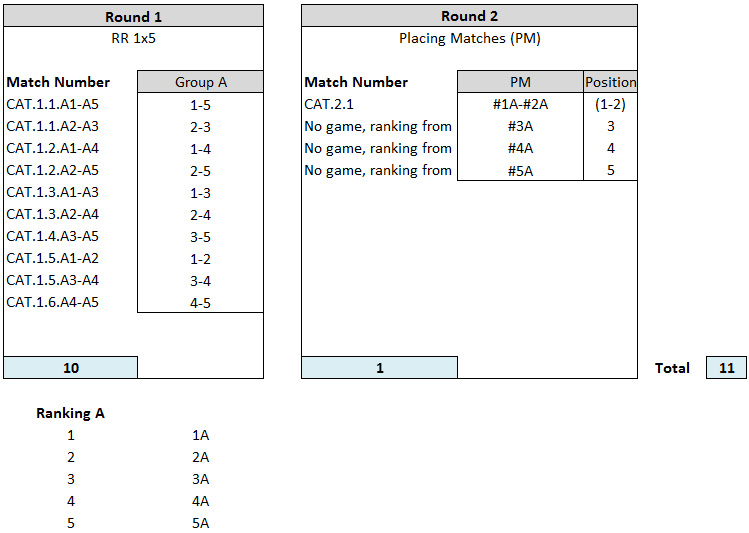 Round 1
RR 1x5
Match Number Group A
CAT.1.1.A1-A5 1-5
CAT.1.1.A2-A3 2-3
CAT.1.2.A1-A4 1-4
CAT.1.2.A2-A5 2-5
CAT.1.3.A1-A3 1-3
CAT.1.3.A2-A4 2-4
CAT.1.4.A3-A5 3-5
CAT.1.5.A1-A2 1-2
CAT.1.5.A3-A4 3-4
CAT.1.6.A4-A5 4-5
10
Round 2
Placing Matches (PM)
Match Number PM Position
CAT.2.1 #1A-#2A (1-2)
No game, ranking from #3A 3
No game, ranking from #4A 4
No game, ranking from #5A 5
1
Total 11
Ranking A
1 1A
2 2A
3 3A
4 4A
5 5A